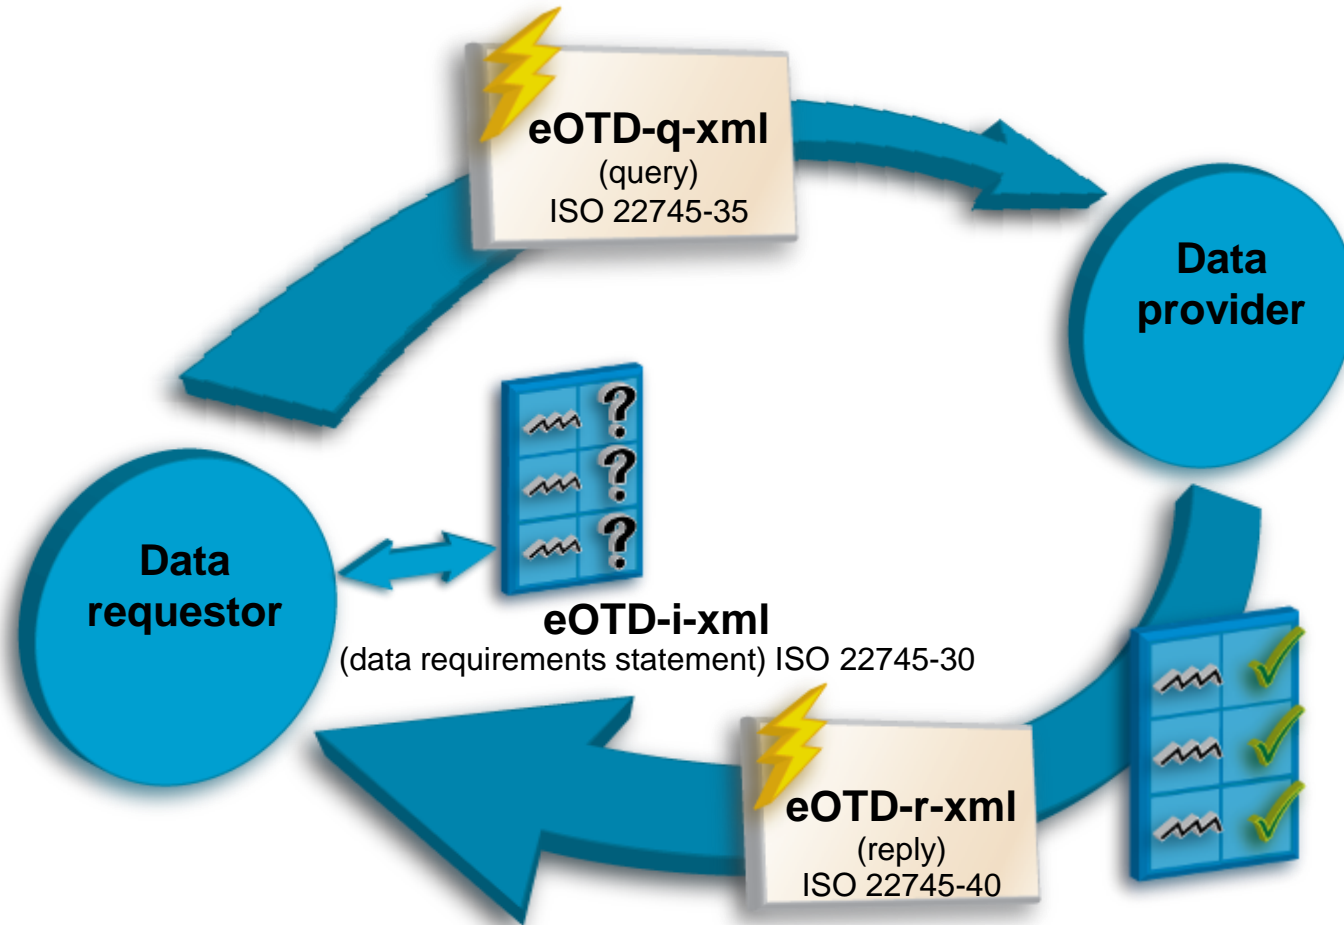 eOTD-q-xml
(query)
ISO 22745-35
Data
provider
Data
requestor
eOTD-i-xml
(data requirements statement) ISO 22745-30
eOTD-r-xml
(reply)
ISO 22745-40